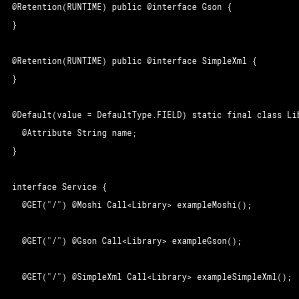 @Retention(RUNTIME) public @interface Gson {
}
@Retention(RUNTIME) public @interface SimpleXml {
}
@Default(value = DefaultType.FIELD) static final class Lib
@Attribute String name;
}
interface Service {
@GET("/") @Moshi Call<Library> exampleMoshi();
@GET("/") @Gson Call<Library> exampleGson();
@GET("/") @SimpleXml Call<Library> exampleSimpleXml();